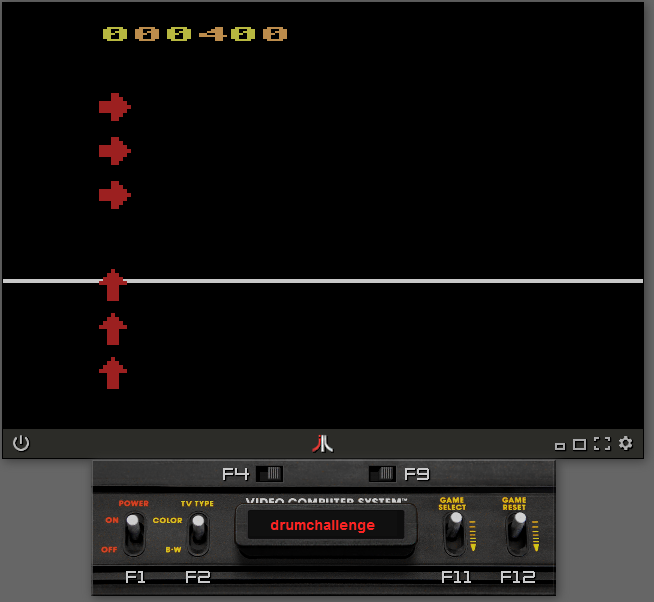 000400
F4 F9
VIDEO COMPUTER SYSTEM™
POWER
ON
OFF
TV TYPE
COLOR
B•W
drumchallenge
GAME
SELECT
GAME
RESET
F1 F2 F11 F12